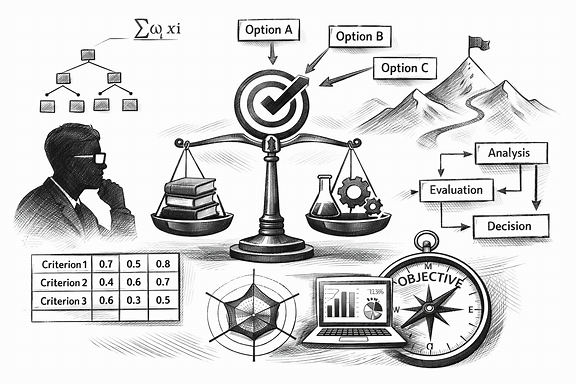 ∑ωᵢ xi
Option A
Option B
Option C
Analysis
Evaluation
Decision
Criterion 1 0.7 0.5 0.8
Criterion 2 0.4 0.6 0.7
Criterion 3 0.6 0.3 0.5
M
OBJECTIVE
W
E